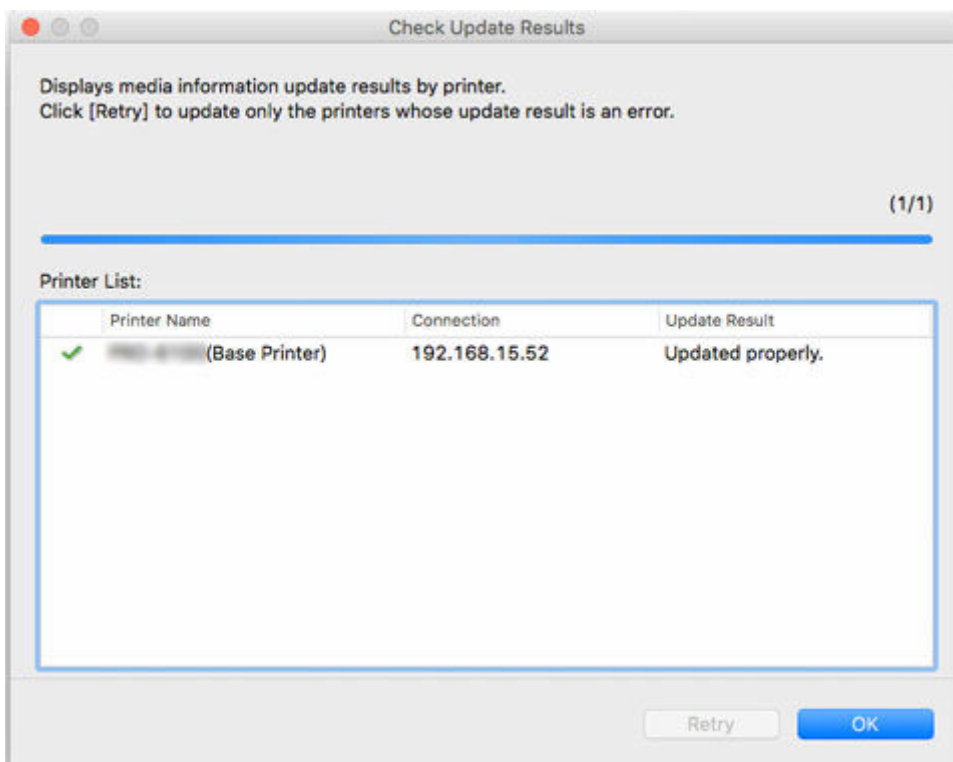 Check Update Results
Displays media information update results by printer.
Click [Retry] to update only the printers whose update result is an error.
(1/1)
Printer List:
Printer Name Connection Update Result
(Base Printer) 192.168.15.52 Updated properly.
Retry OK